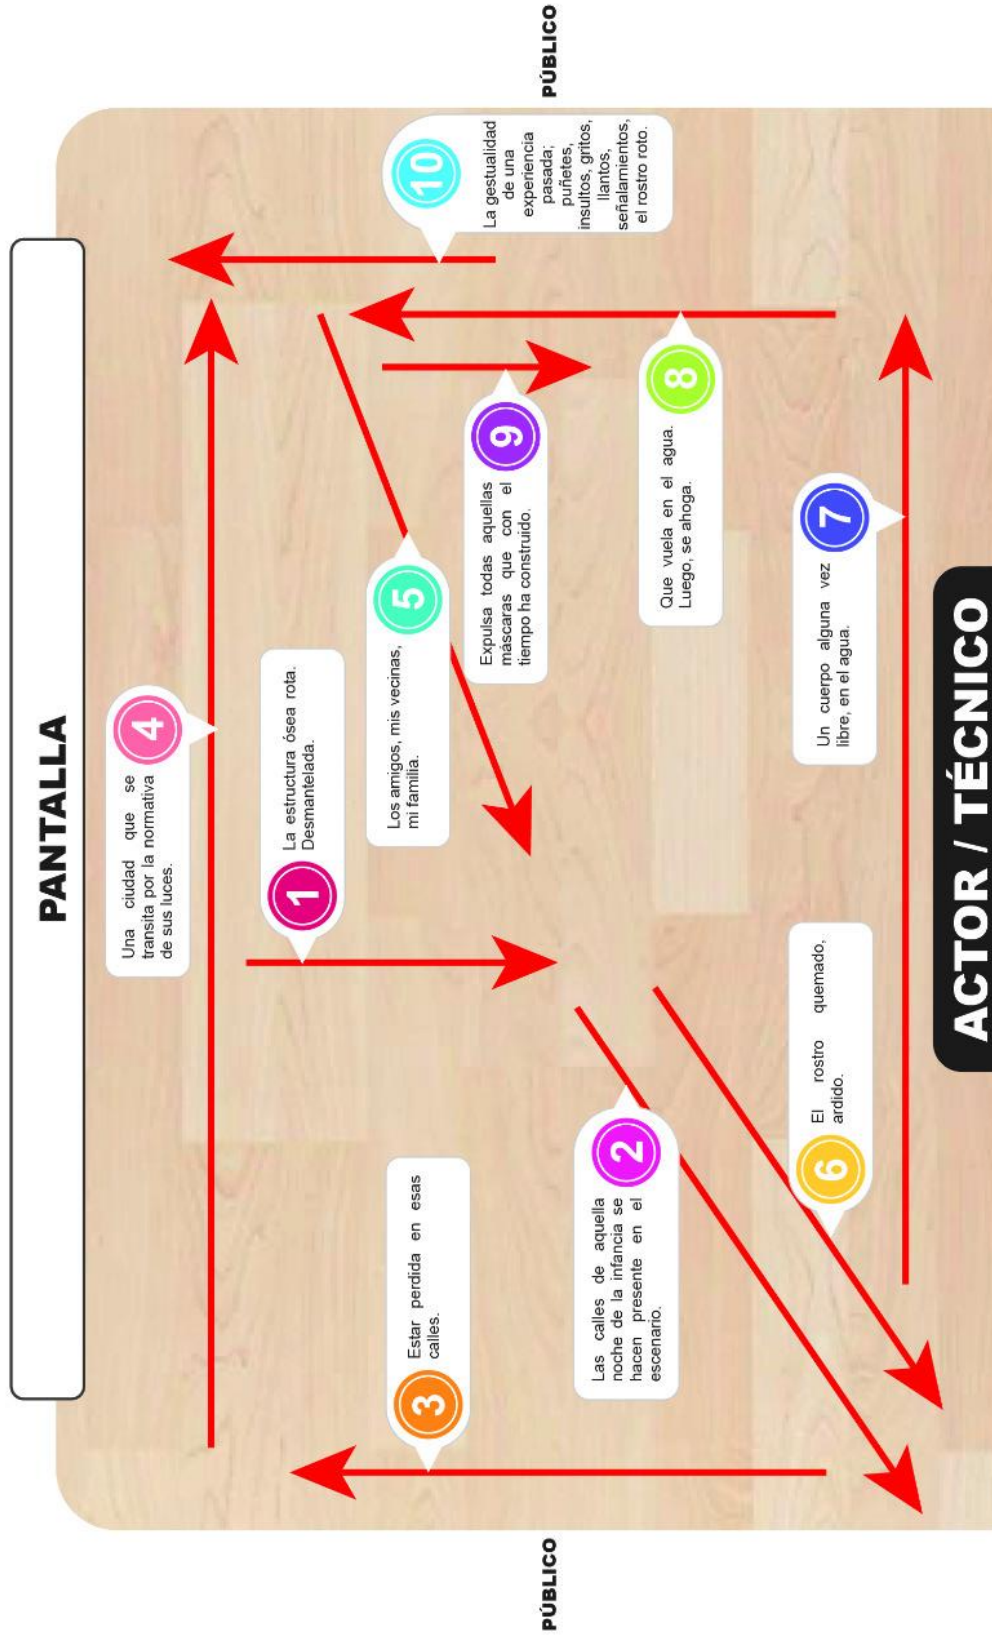 PANTALLA
4
Una ciudad que se
transita por la normativa
de sus luces.
1
La estructura ósea rota.
Desmantelada.
3
Estar perdida en esas
calles.
5
Los amigos, mis vecinas,
mi familia.
10
La gestualidad
de una
experiencia
pasada;
puñetes,
insultos, gritos,
llantos,
señalamientos,
el rostro roto.
9
Expulsa todas aquellas
máscaras que con el
tiempo ha construido.
PÚBLICO
PÚBLICO
2
Las calles de aquella
noche de la infancia se
hacen presente en el
escenario.
8
Que vuela en el agua.
Luego, se ahoga.
6
El rostro quemado,
ardido.
7
Un cuerpo alguna vez
libre, en el agua.
ACTOR / TÉCNICO